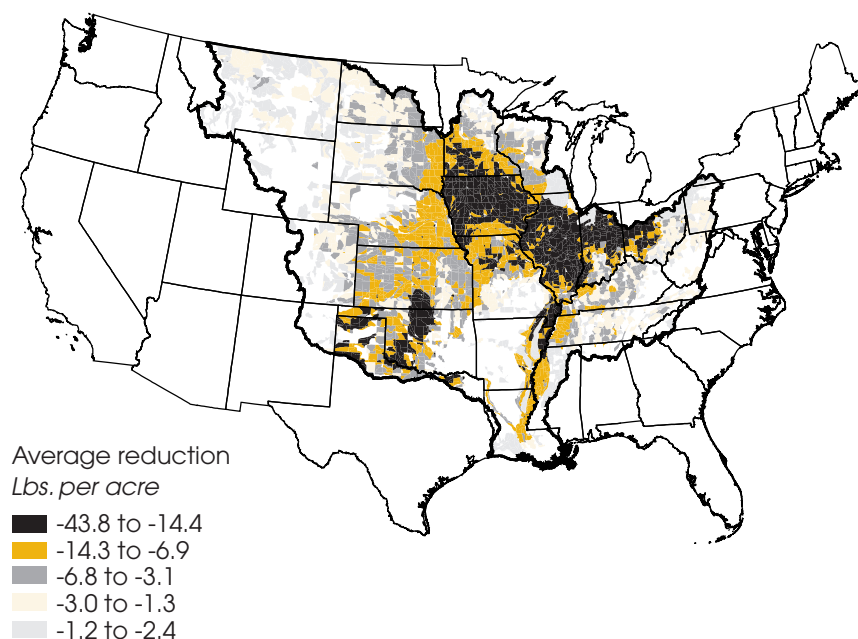 Average reduction
Lbs. per acre
-43.8 to -14.4
-14.3 to -6.9
-6.8 to -3.1
-3.0 to -1.3
-1.2 to -2.4